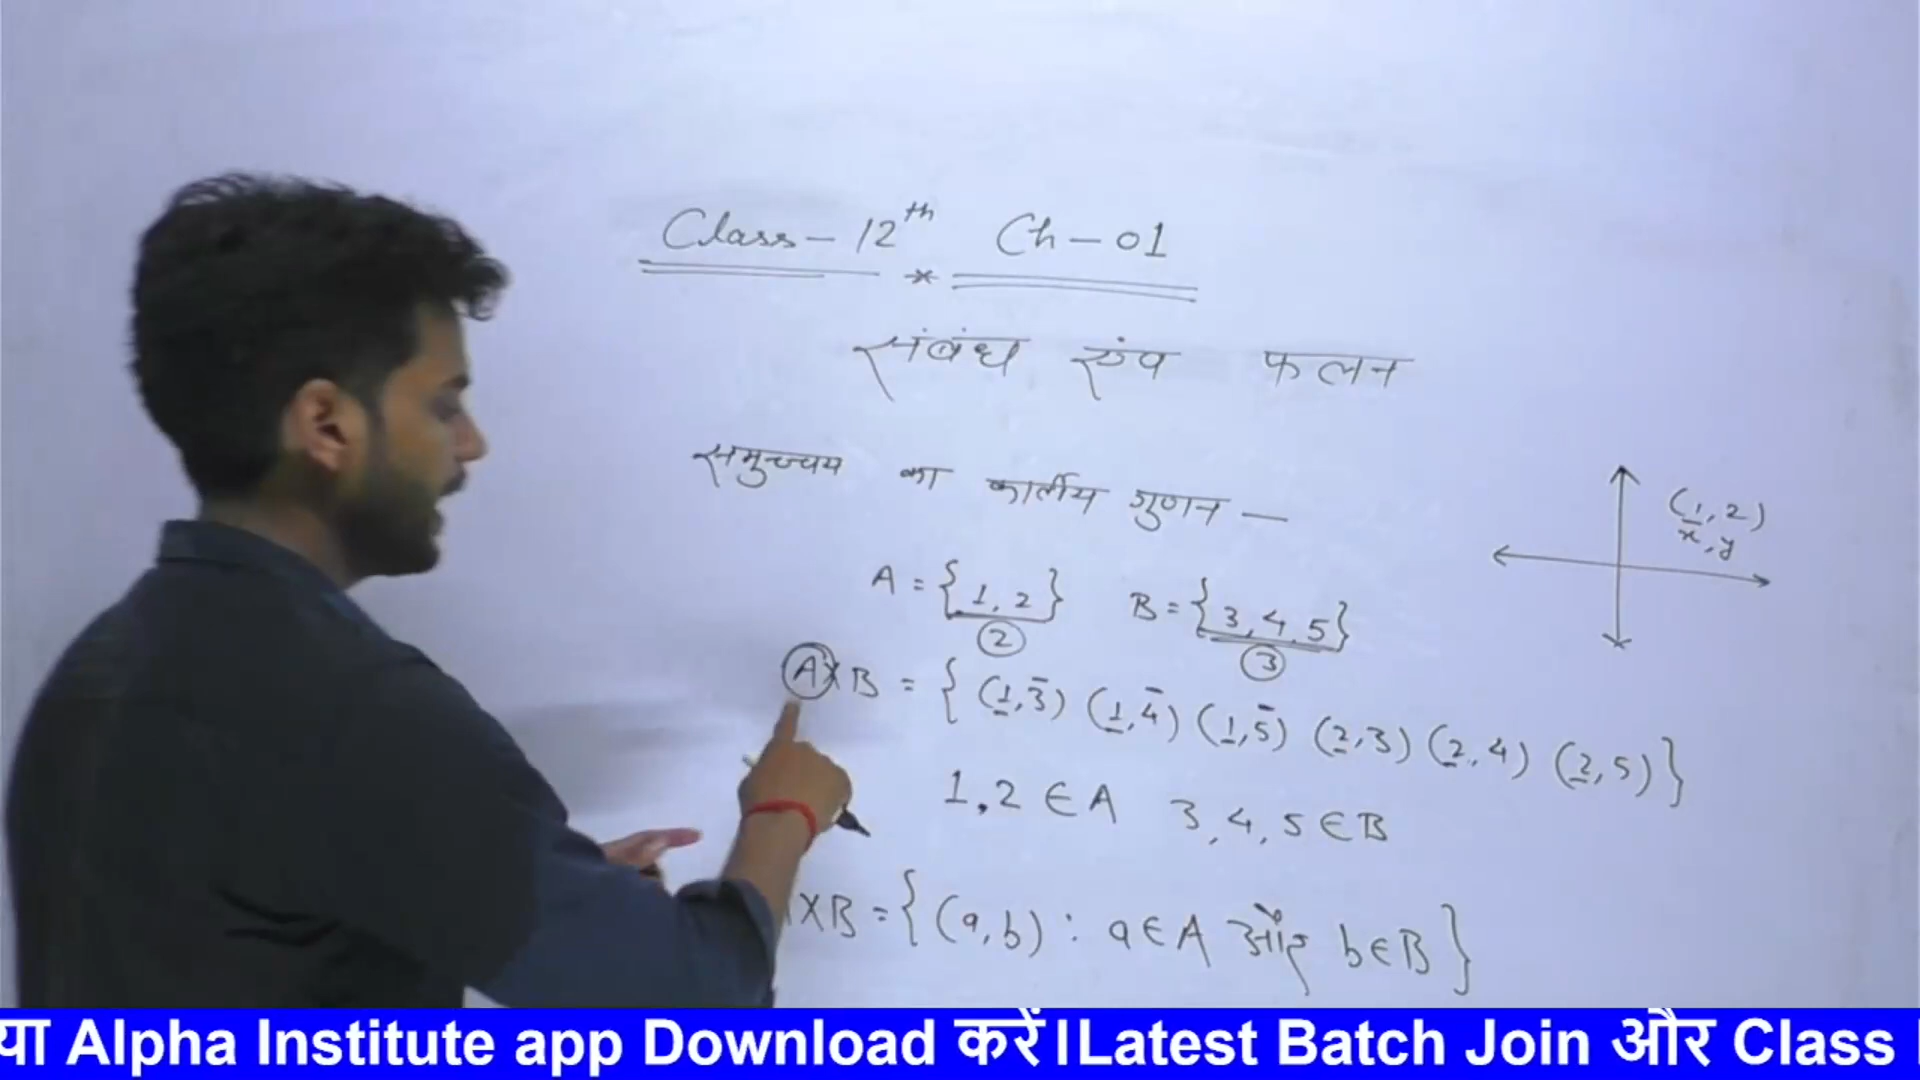 Class - 12th Ch - 01
संबंध एंव फलन
समुच्चय का कार्तीय गुणन —
(1, 2)
x, y
A = {1, 2} B = {3, 4, 5}
2 3
A×B = { (1,3) (1,4) (1,5) (2,3) (2,4) (2,5)}
1, 2 ∈ A 3, 4, 5 ∈ B
×B = {(a, b) : a ∈ A और b ∈ B}
या Alpha Institute app Download करें।Latest Batch Join और Class